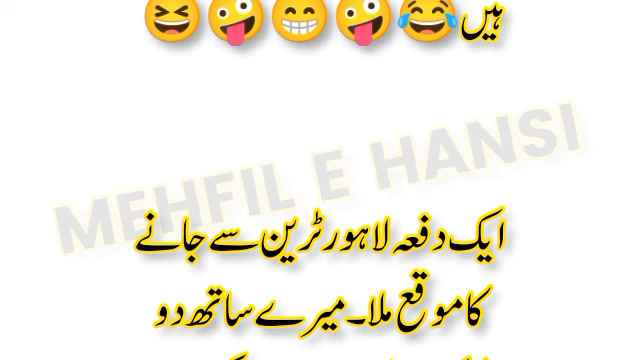 ہیں😂🤪😁🤪😆
MEHFIL E HANSI
ایک دفعہ لاہور ٹرین سے جانے
کا موقع ملا۔ میرے ساتھ دو